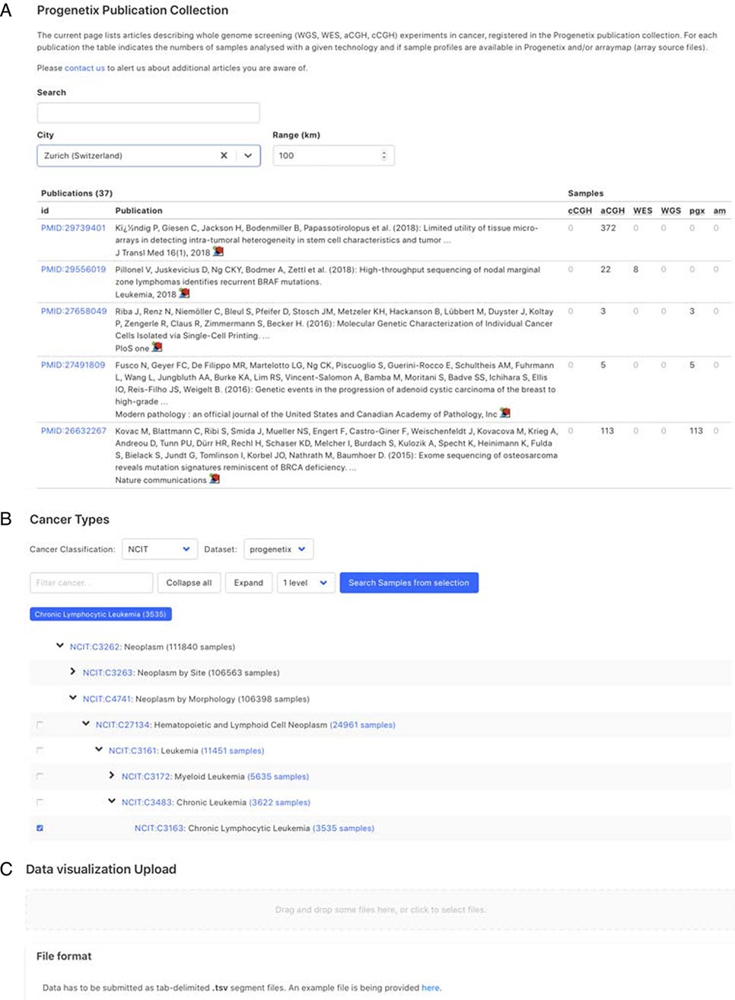 A
Progenetix Publication Collection
The current page lists articles describing whole genome screening (WGS, WES, aCGH, cCGH) experiments in cancer, registered in the Progenetix publication collection. For each
publication the table indicates the numbers of samples analysed with a given technology and if sample profiles are available in Progenetix and/or arraymap (array source files).
Please contact us to alert us about additional articles you are aware of.
Search
City Range (km)
Zurich (Switzerland) 100
Publications (37) Samples
id Publication cCGH aCGH WES WGS pgx am
PMID:29739401 Kï¿½ndig P, Giesen C, Jackson H, Bodenmiller B, Papassotirolopus et al. (2018): Limited utility of tissue micro- 0 372 0 0 0 0
arrays in detecting intra-tumoral heterogeneity in stem cell characteristics and tumor ...
J Transl Med 16(1), 2018
PMID:29556019 Pillonel V, Juskevicius D, Ng CKY, Bodmer A, Zettl et al. (2018): High-throughput sequencing of nodal marginal 0 22 8 0 0 0
zone lymphomas identifies recurrent BRAF mutations.
Leukemia, 2018
PMID:27658049 Riba J, Renz N, Niemöller C, Bleul S, Pfeifer D, Stosch JM, Metzeler KH, Hackanson B, Lübbert M, Duyster J, Koltay 0 3 0 0 3 0
P, Zengerle R, Claus R, Zimmermann S, Becker H. (2016): Molecular Genetic Characterization of Individual Cancer
Cells Isolated via Single-Cell Printing. ...
PloS one
PMID:27491809 Fusco N, Geyer FC, De Filippo MR, Martelotto LG, Ng CK, Piscuoglio S, Guerini-Rocco E, Schultheis AM, Fuhrmann 0 5 0 0 5 0
L, Wang L, Jungbluth AA, Burke KA, Lim RS, Vincent-Salomon A, Bamba M, Moritani S, Badve SS, Ichihara S, Ellis
IO, Reis-Filho JS, Weigelt B. (2016): Genetic events in the progression of adenoid cystic carcinoma of the breast to
high-grade ...
Modern pathology : an official journal of the United States and Canadian Academy of Pathology, Inc
PMID:26632267 Kovac M, Blattmann C, Ribi S, Smida J, Mueller NS, Engert F, Castro-Giner F, Weischenfeldt J, Kovacova M, Krieg A, 0 113 0 0 113 0
Andreou D, Tunn PU, Dürr HR, Rechl H, Schaser KD, Melcher I, Burdach S, Kulozik A, Specht K, Heinimann K, Fulda
S, Bielack S, Jundt G, Tomlinson I, Korbel JO, Nathrath M, Baumhoer D. (2015): Exome sequencing of osteosarcoma
reveals mutation signatures reminiscent of BRCA deficiency. ...
Nature communications
B
Cancer Types
Cancer Classification: NCIT Dataset: progenetix
Filter cancer... Collapse all Expand 1 level Search Samples from selection
Chronic Lymphocytic Leukemia (3535)
NCIT:C3262: Neoplasm (111840 samples)
NCIT:C3263: Neoplasm by Site (106563 samples)
NCIT:C4741: Neoplasm by Morphology (106398 samples)
NCIT:C27134: Hematopoietic and Lymphoid Cell Neoplasm (24961 samples)
NCIT:C3161: Leukemia (11451 samples)
NCIT:C3172: Myeloid Leukemia (5635 samples)
NCIT:C3483: Chronic Leukemia (3622 samples)
NCIT:C3163: Chronic Lymphocytic Leukemia (3535 samples)
C
Data visualization Upload
Drag and drop some files here, or click to select files.
File format
Data has to be submitted as tab-delimited .tsv segment files. An example file is being provided here.